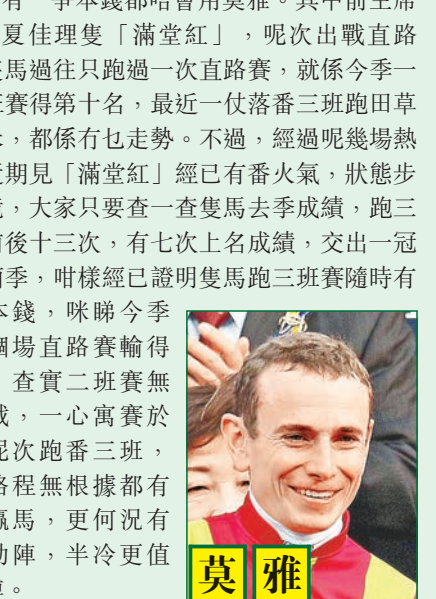 有一爭本錢都唔會用莫雅。其中前主席
夏佳理隻「滿堂紅」，呢次出戰直路
馬過往只跑過一次直路賽，就係今季一
賽得第十名，最近一仗落番三班跑田草
，都係冇乜走勢。不過，經過呢幾場熱
期見「滿堂紅」經已有番火氣，狀態步
，大家只要查一查隻馬去季成績，跑三
後十三次，有七次上名成績，交出一冠
季，咁樣經已證明隻馬跑三班賽隨時有
本錢，咪睇今季
場直路賽輸得
查實二班賽無
，一心寓賽於
呢次跑番三班，
路程無根據都有
贏馬，更何況有
助陣，半冷更值
。
莫雅